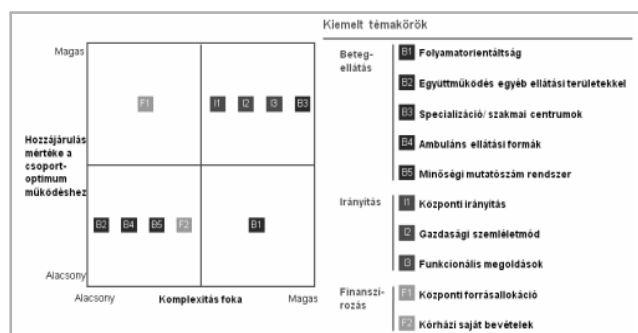 Kiemelt témakörök
Magas
F1
I1 I2 I3 B3
Hozzájárulás
mértéke a
csoport-
optimum
működéshez
B2 B4 B5 F2 B1
Alacsony
Alacsony Komplexitás foka Magas
Beteg-
ellátás
B1 Folyamatorientáltság
B2 Együttműködés egyéb ellátási területekkel
B3 Specializáció/ szakmai centrumok
B4 Ambuláns ellátási formák
B5 Minőségi mutatószám rendszer
Irányítás
I1 Központi irányítás
I2 Gazdasági szemléletmód
I3 Funkcionális megoldások
Finanszí-
rozás
F1 Központi forrásallokáció
F2 Kórházi saját bevételek